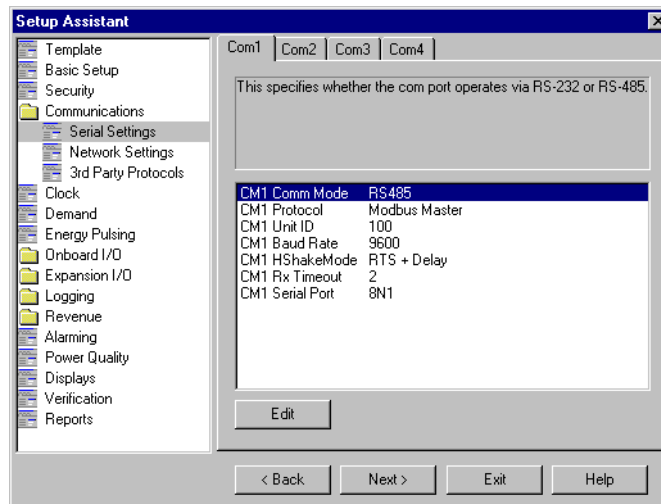 Setup Assistant
Template
Basic Setup
Security
Communications
Serial Settings
Network Settings
3rd Party Protocols
Clock
Demand
Energy Pulsing
Onboard I/O
Expansion I/O
Logging
Revenue
Alarming
Power Quality
Displays
Verification
Reports
Com1 Com2 Com3 Com4
This specifies whether the com port operates via RS-232 or RS-485.
CM1 Comm Mode RS485
CM1 Protocol Modbus Master
CM1 Unit ID 100
CM1 Baud Rate 9600
CM1 HShakeMode RTS + Delay
CM1 Rx Timeout 2
CM1 Serial Port 8N1
Edit
< Back Next > Exit Help